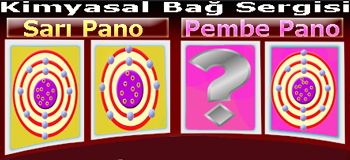 Kimyasal Bağ Sergisi
Sarı Pano Pembe Pano
?